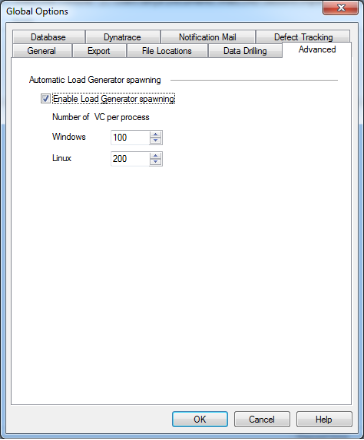 Global Options
Database Dynatrace Notification Mail Defect Tracking
General Export File Locations Data Drilling Advanced
Automatic Load Generator spawning
Enable Load Generator spawning
Number of VC per process
Windows 100
Linux 200
OK Cancel Help